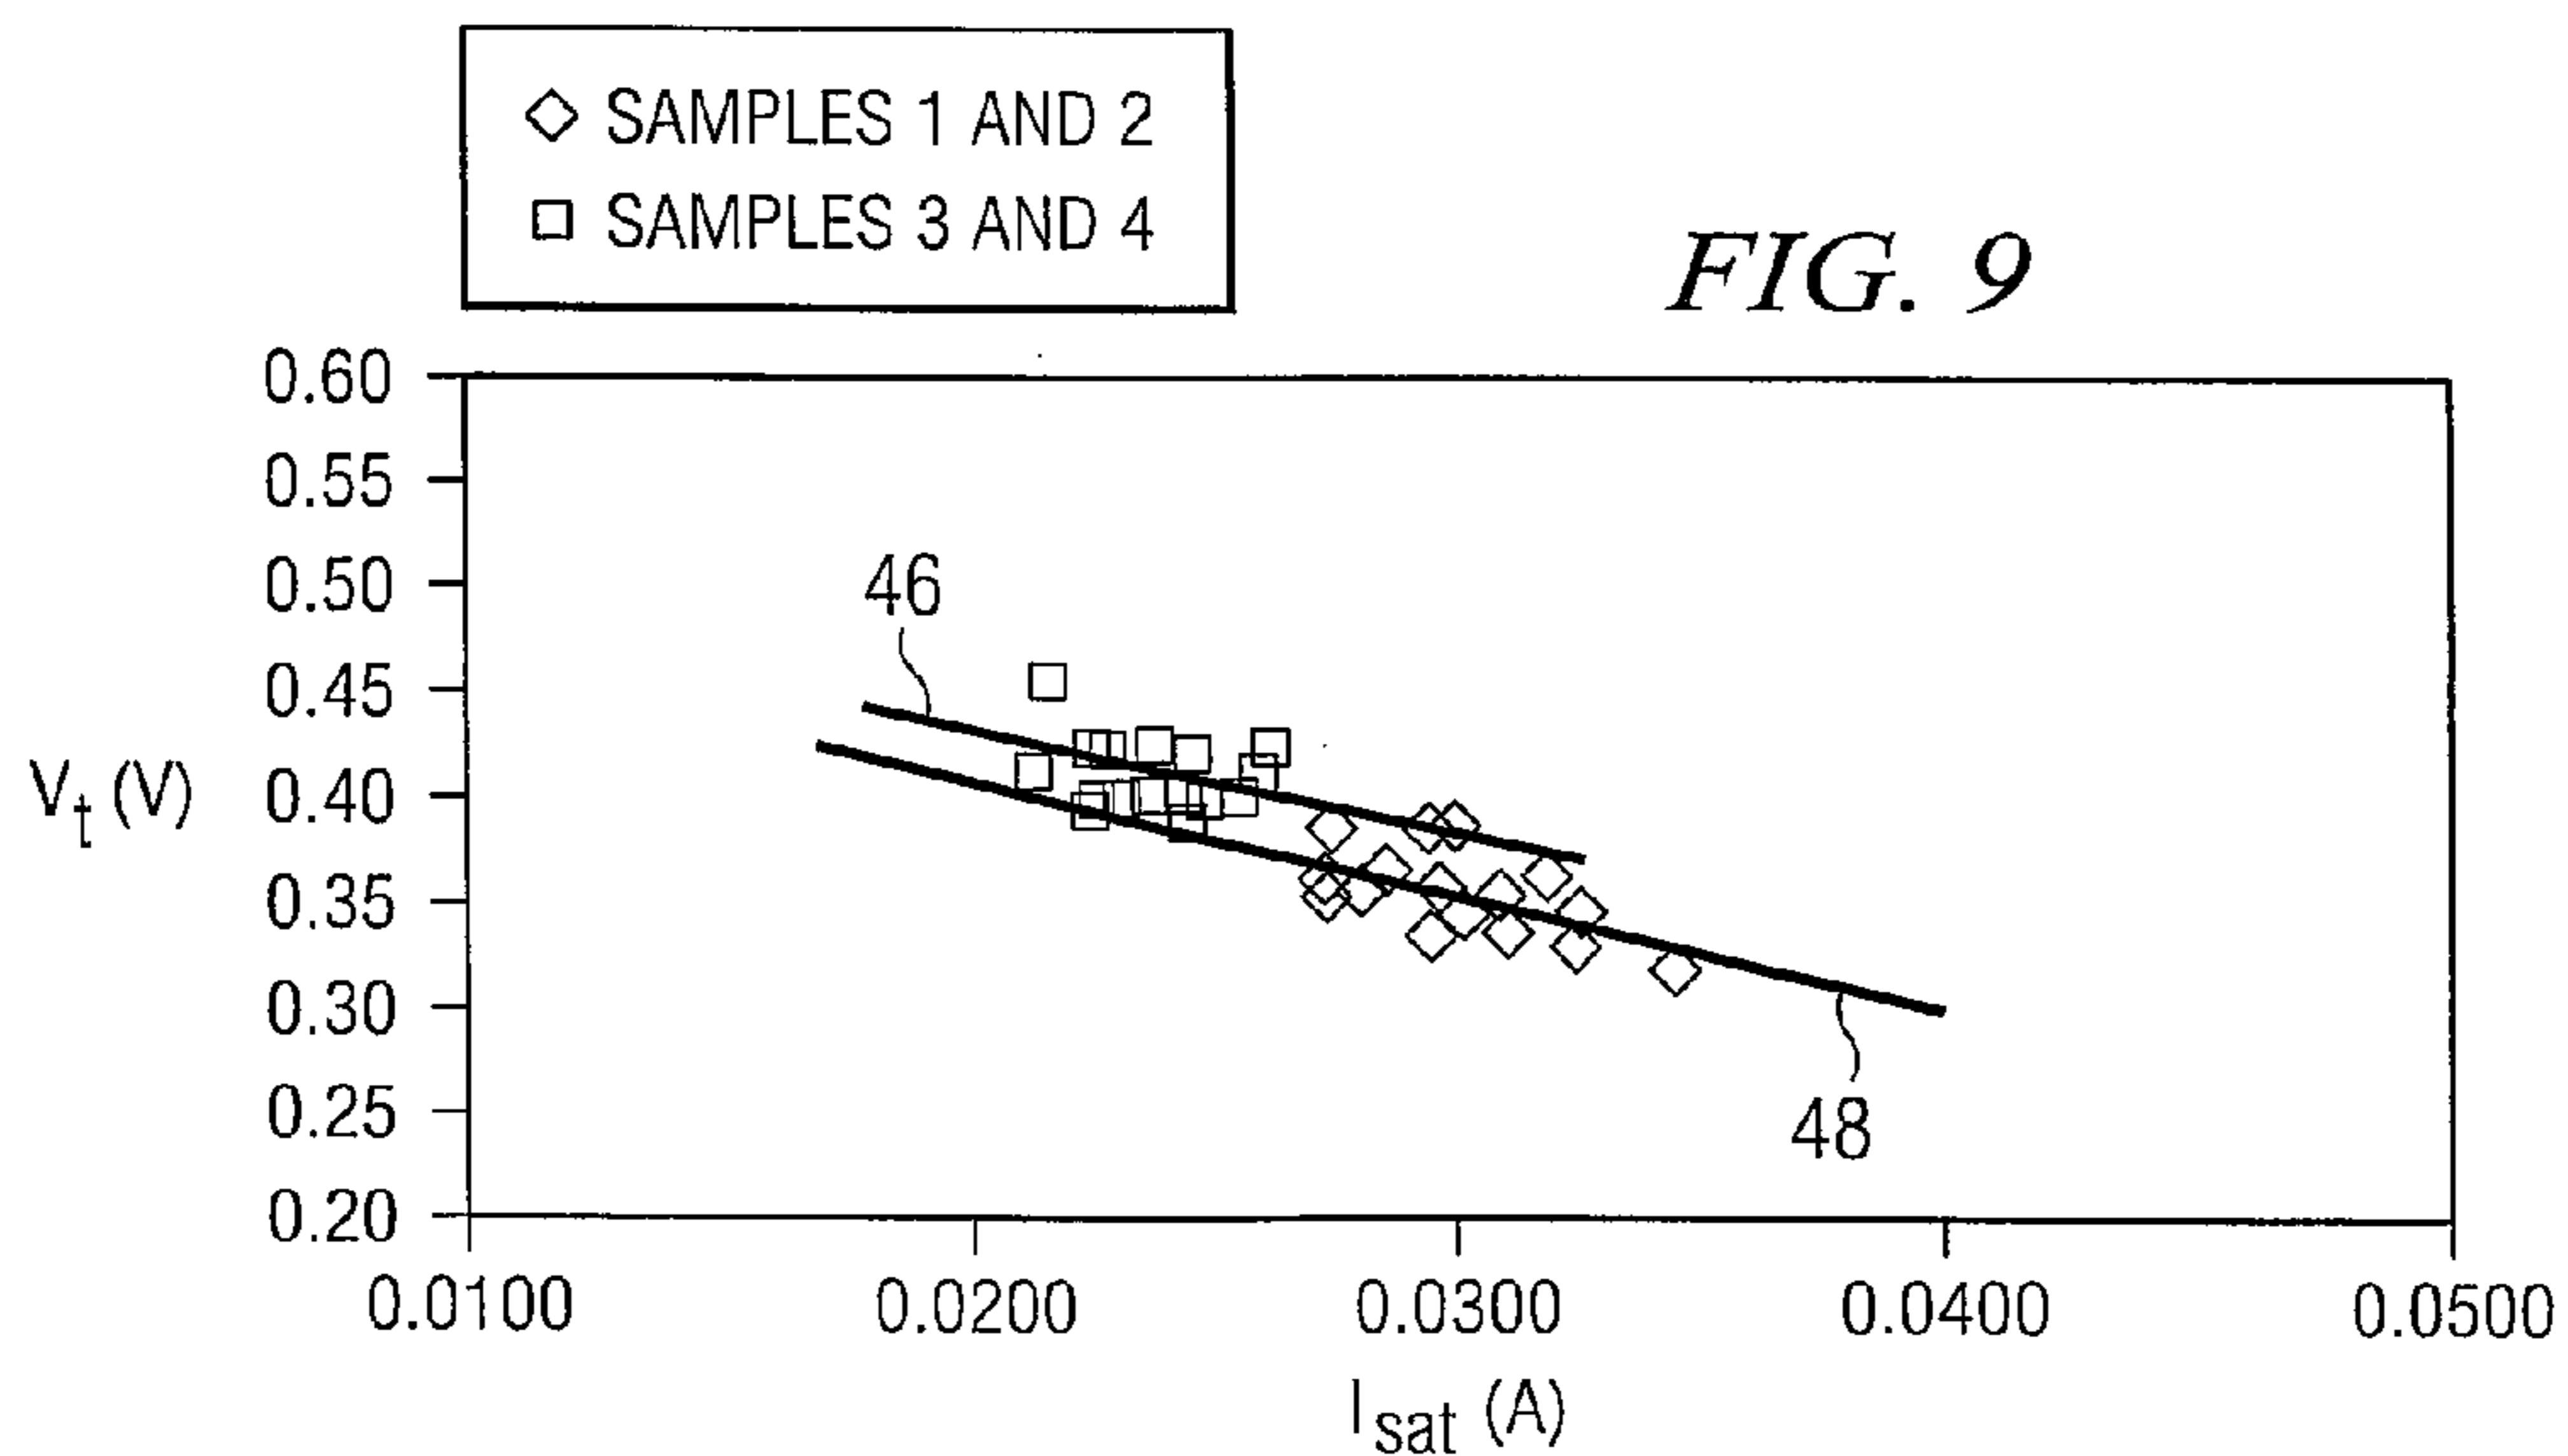 ◇ SAMPLES 1 AND 2
□ SAMPLES 3 AND 4
FIG. 9
0.60
0.55
0.50
0.45
0.40
0.35
0.30
0.25
0.20
V_t (V)
46
48
0.0100 0.0200 0.0300 0.0400 0.0500
I_sat (A)